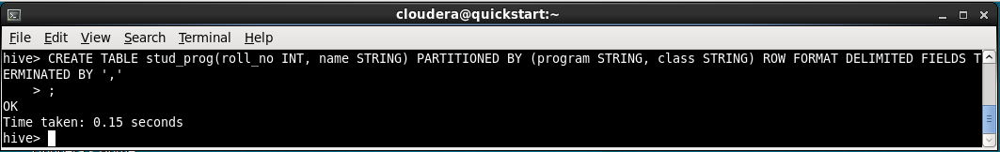 cloudera@quickstart:~
File Edit View Search Terminal Help
hive> CREATE TABLE stud_prog(roll_no INT, name STRING) PARTITIONED BY (program STRING, class STRING) ROW FORMAT DELIMITED FIELDS T
ERMINATED BY ','
    > ;
OK
Time taken: 0.15 seconds
hive>